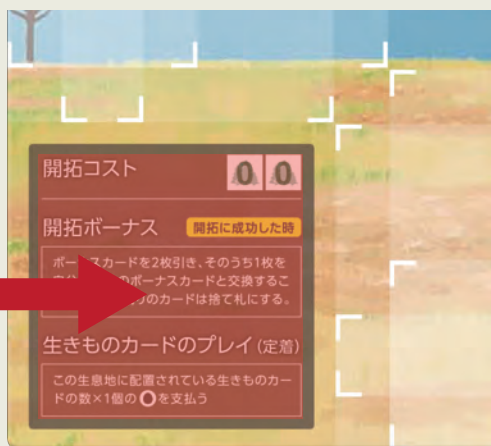 開拓コスト 0 0
開拓ボーナス 開拓に成功した時
ボーナスカードを2枚引き、そのうち1枚を
のボーナスカードと交換するこ
りのカードは捨て札にする。
生きものカードのプレイ(定着)
この生息地に配置されている生きものカー
ドの数×1個の を支払う